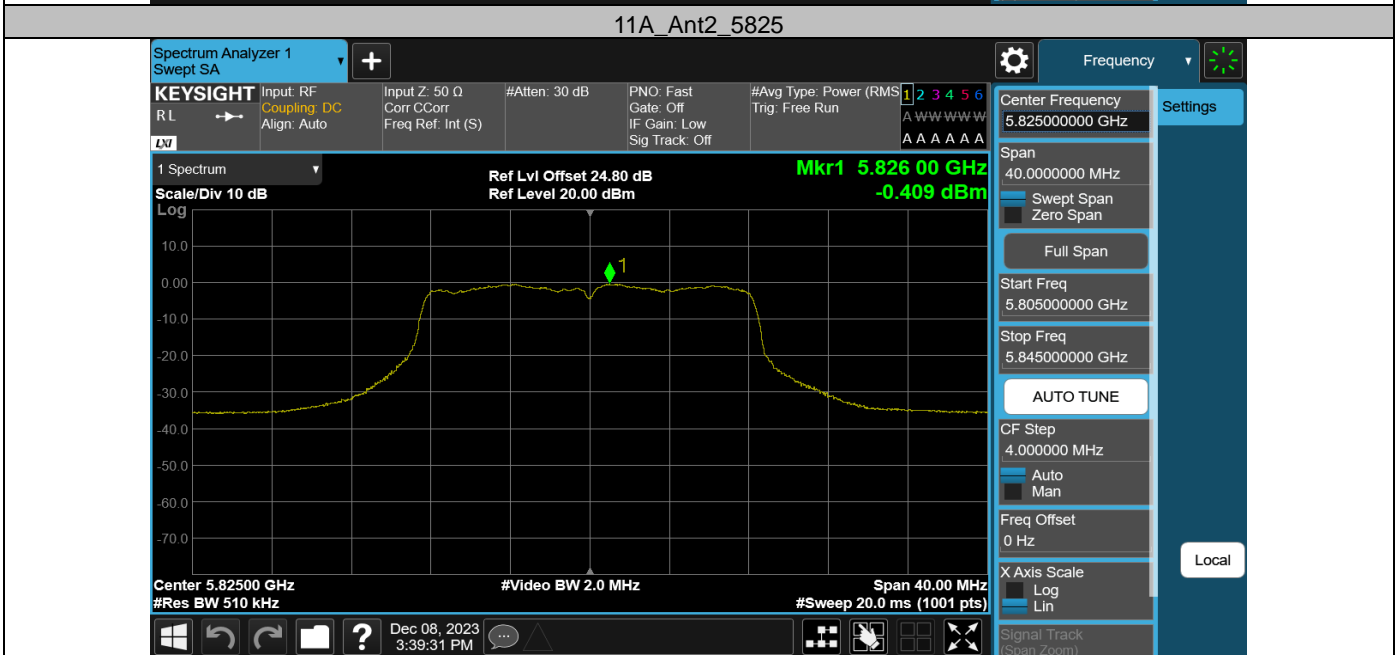 11A_Ant2_5825
Spectrum Analyzer 1
Swept SA
+
Frequency
KEYSIGHT
RL
LXI
Input: RF
Coupling: DC
Align: Auto
Input Z: 50 Ω
Corr CCorr
Freq Ref: Int (S)
#Atten: 30 dB
PNO: Fast
Gate: Off
IF Gain: Low
Sig Track: Off
#Avg Type: Power (RMS
Trig: Free Run
1 2 3 4 5 6
A W W W W W
A A A A A A
1 Spectrum
Scale/Div 10 dB
Log
Ref Lvl Offset 24.80 dB
Ref Level 20.00 dBm
Mkr1 5.826 00 GHz
-0.409 dBm
1
10.0
0.00
-10.0
-20.0
-30.0
-40.0
-50.0
-60.0
-70.0
Center 5.82500 GHz
#Res BW 510 kHz
#Video BW 2.0 MHz
Span 40.00 MHz
#Sweep 20.0 ms (1001 pts)
Settings
Center Frequency
5.825000000 GHz
Span
40.0000000 MHz
Swept Span
Zero Span
Full Span
Start Freq
5.805000000 GHz
Stop Freq
5.845000000 GHz
AUTO TUNE
CF Step
4.000000 MHz
Auto
Man
Freq Offset
0 Hz
X Axis Scale
Log
Lin
Signal Track
(Span Zoom)
Local
?
Dec 08, 2023
3:39:31 PM